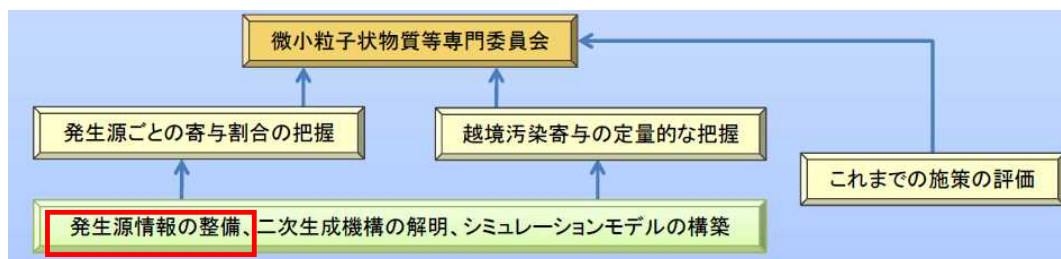 微小粒子状物質等専門委員会
発生源ごとの寄与割合の把握
越境汚染寄与の定量的な把握
これまでの施策の評価
発生源情報の整備、二次生成機構の解明、シミュレーションモデルの構築